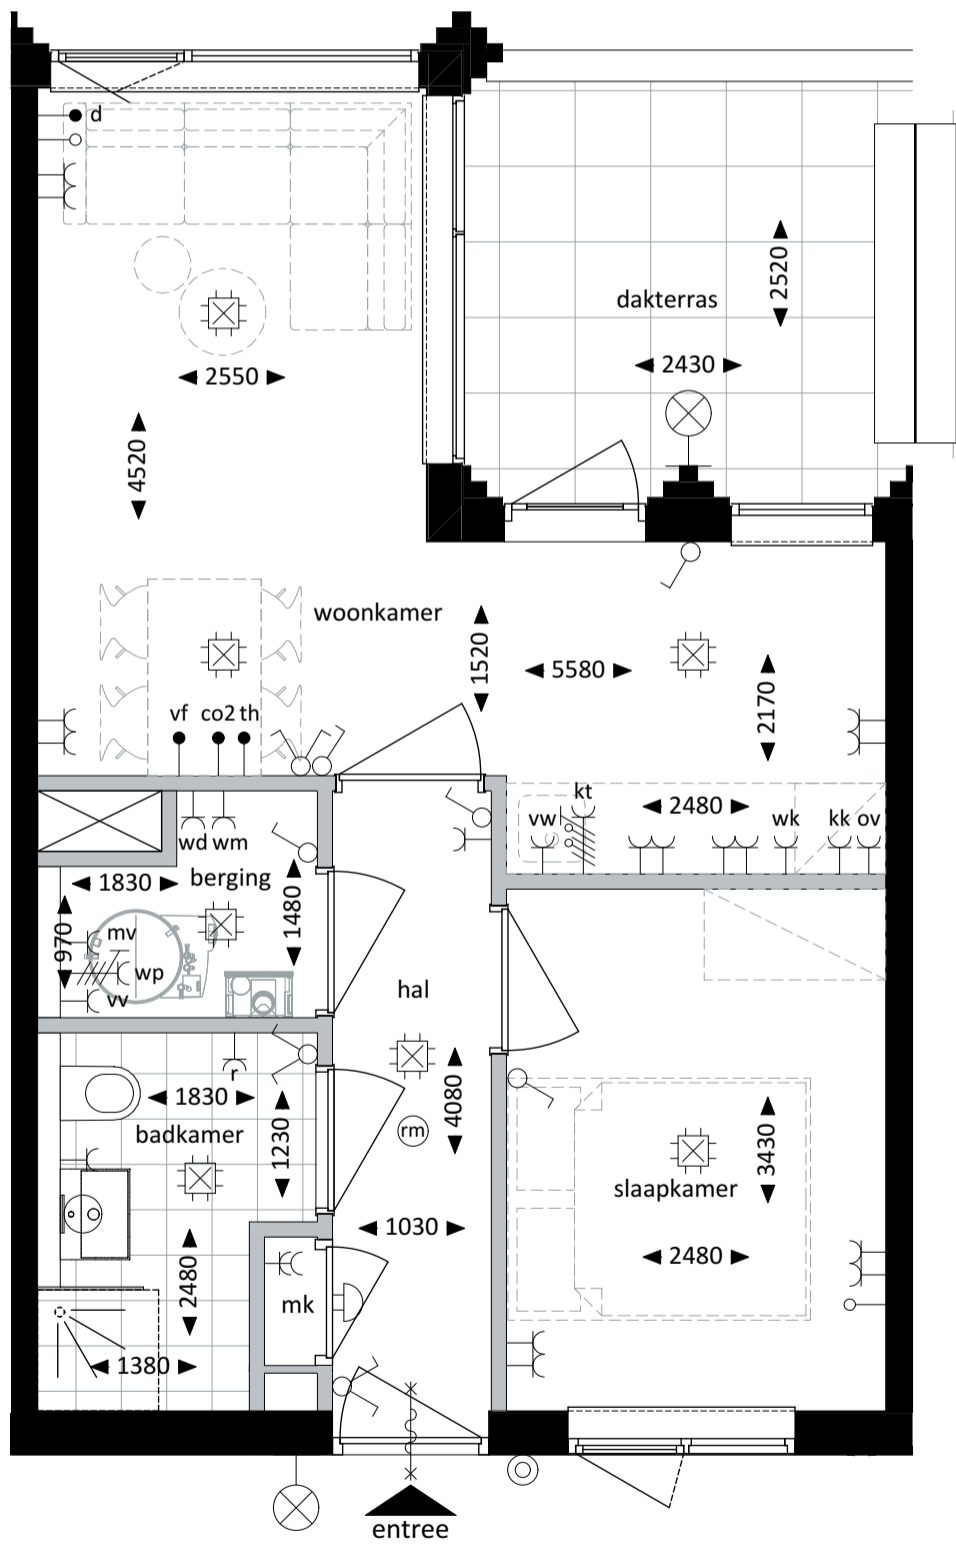 d
2520
dakterras
2430
2550
4520
woonkamer
1520
5580
2170
vf co2 th
kt
2480
vw wk kk ov
wd wm
1830 berging
1480
970
mv
wp
vv
hal
r
1830
4080
badkamer
1230
rm
3430
slaapkamer
1030
2480
2480
mk
1380
entree